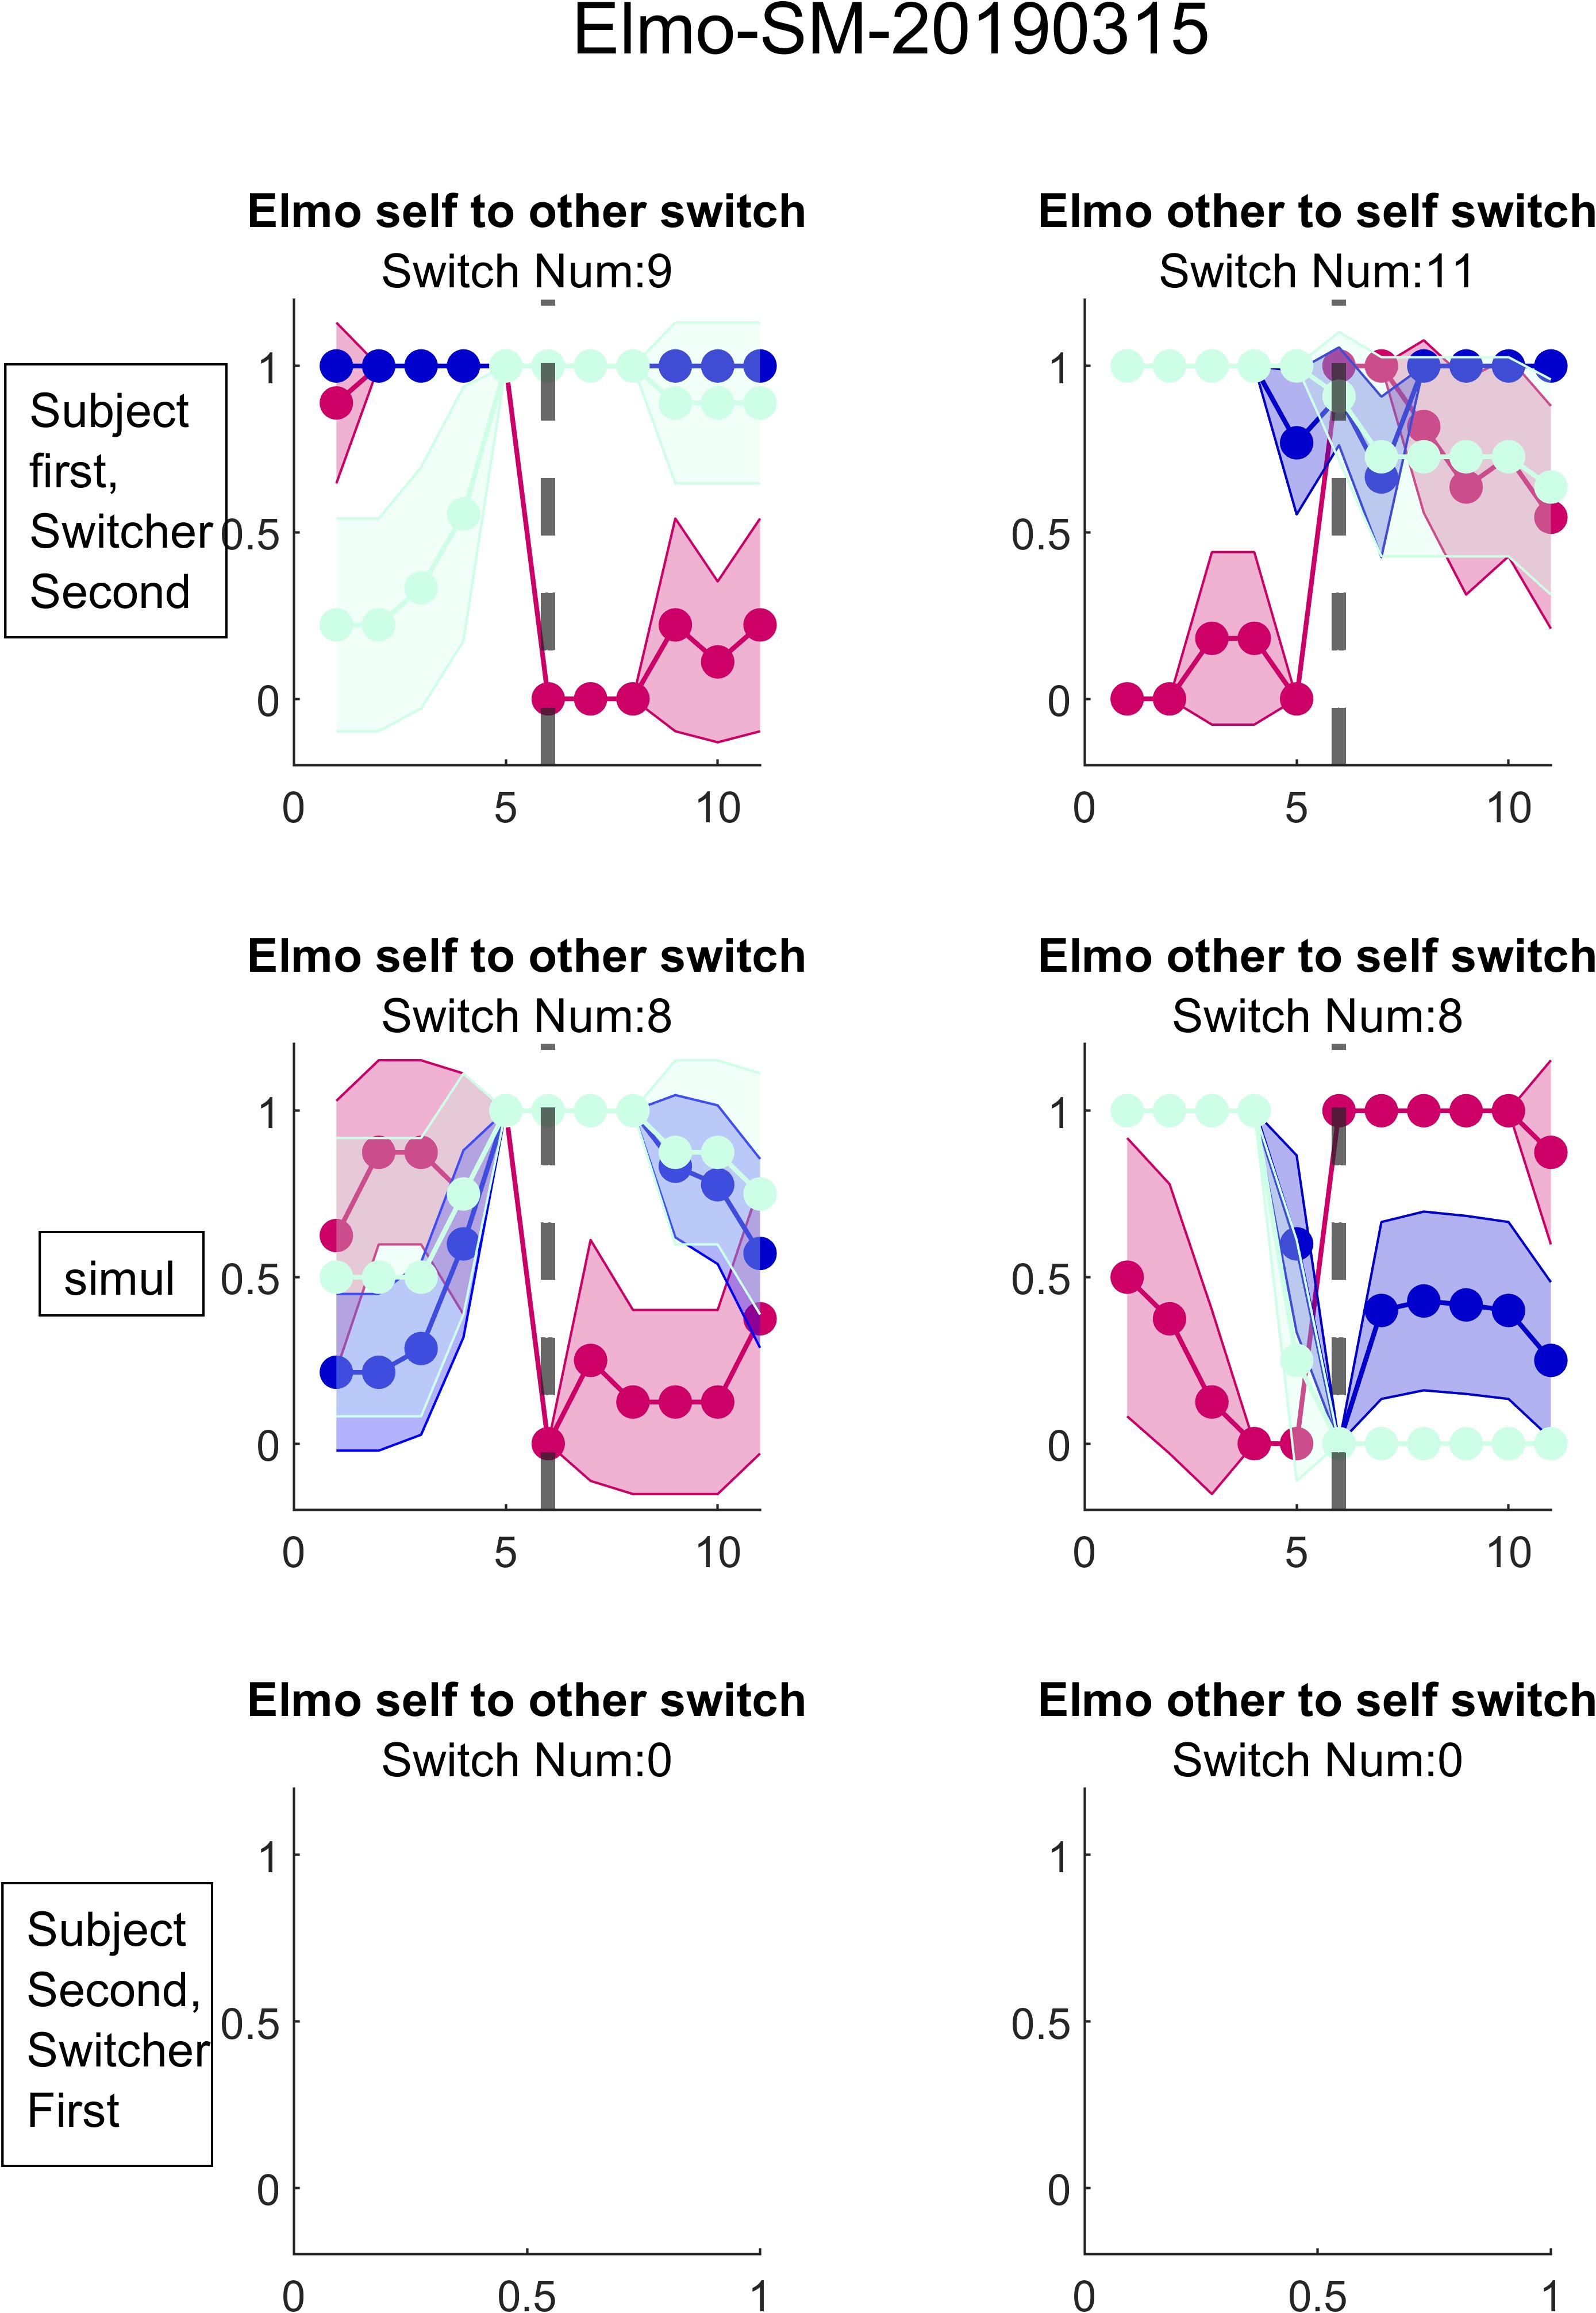 Elmo-SM-20190315
Elmo self to other switch
Switch Num:9
Elmo other to self switch
Switch Num:11
Subject
first,
Switcher
Second
1
0.5
0
0
5
10
1
0.5
0
0
5
10
Elmo self to other switch
Switch Num:8
Elmo other to self switch
Switch Num:8
simul
1
0.5
0
0
5
10
1
0.5
0
0
5
10
Elmo self to other switch
Switch Num:0
Elmo other to self switch
Switch Num:0
Subject
Second,
Switcher
First
1
0.5
0
0
0.5
1
1
0.5
0
0
0.5
1